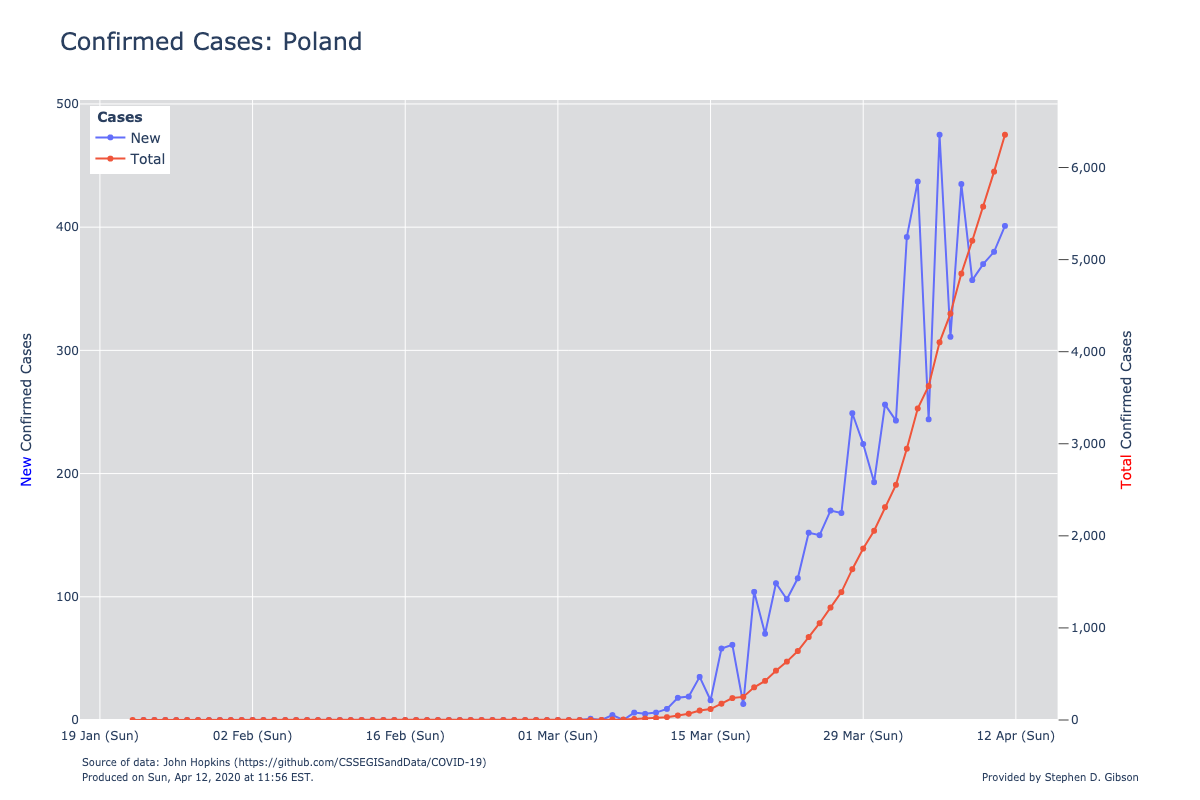 Confirmed Cases: Poland
Cases
New
Total
500
400
300
200
100
0
New Confirmed Cases
6,000
5,000
4,000
3,000
2,000
1,000
0
Total Confirmed Cases
19 Jan (Sun) 02 Feb (Sun) 16 Feb (Sun) 01 Mar (Sun) 15 Mar (Sun) 29 Mar (Sun) 12 Apr (Sun)
Source of data: John Hopkins (https://github.com/CSSEGISandData/COVID-19)
Produced on Sun, Apr 12, 2020 at 11:56 EST.
Provided by Stephen D. Gibson